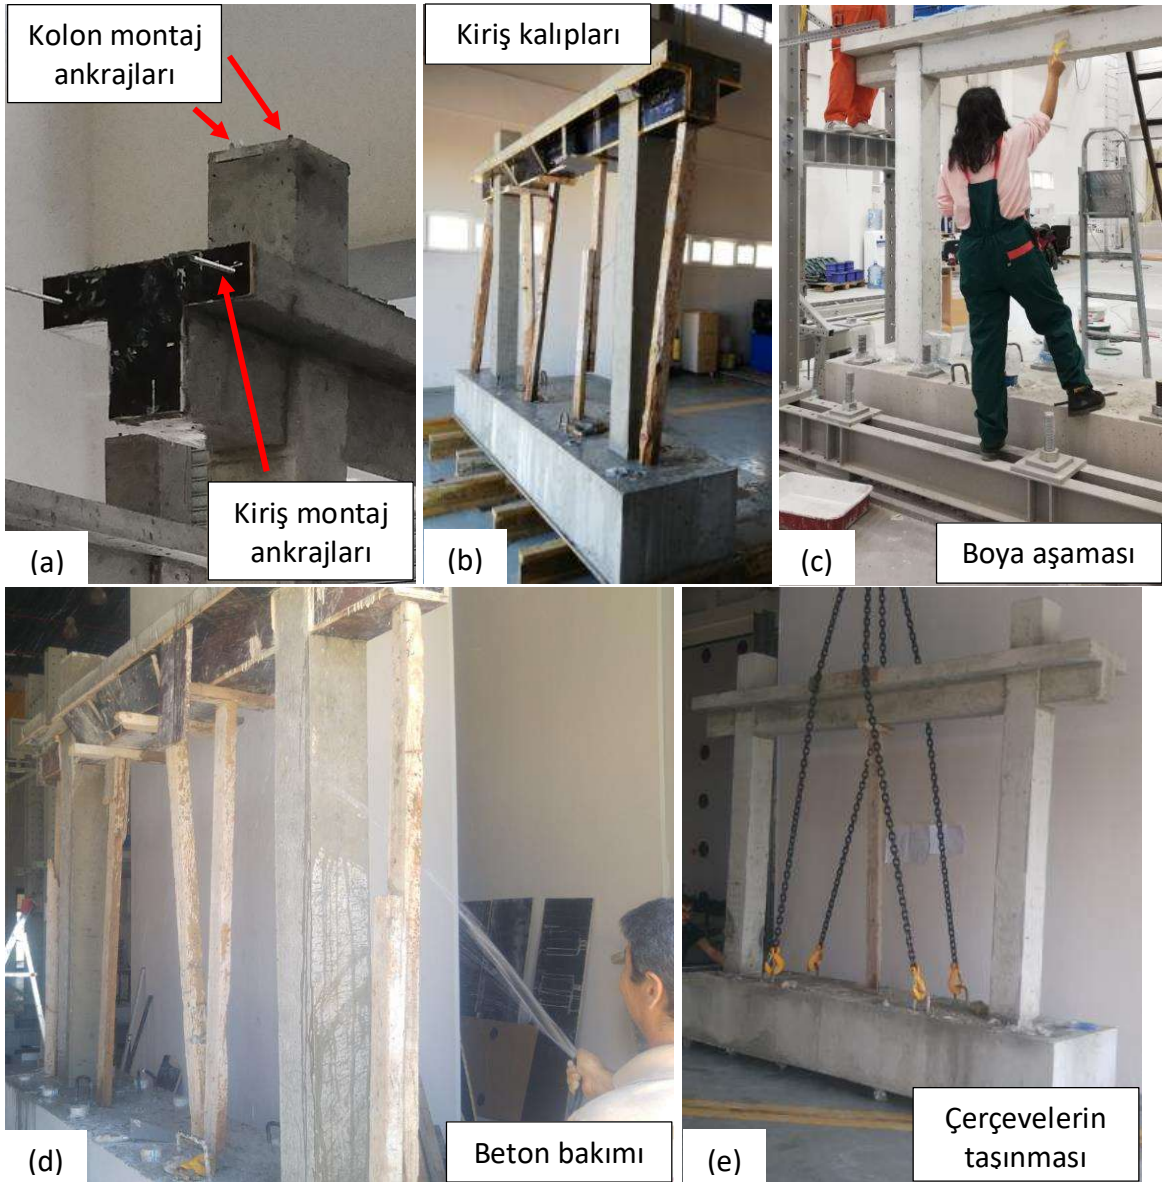 Kolon montaj
ankrajları
Kiriş montaj
ankrajları
(a)
Kiriş kalıpları
(b)
Boya aşaması
(c)
Beton bakımı
(d)
Çerçevelerin
taşınması
(e)